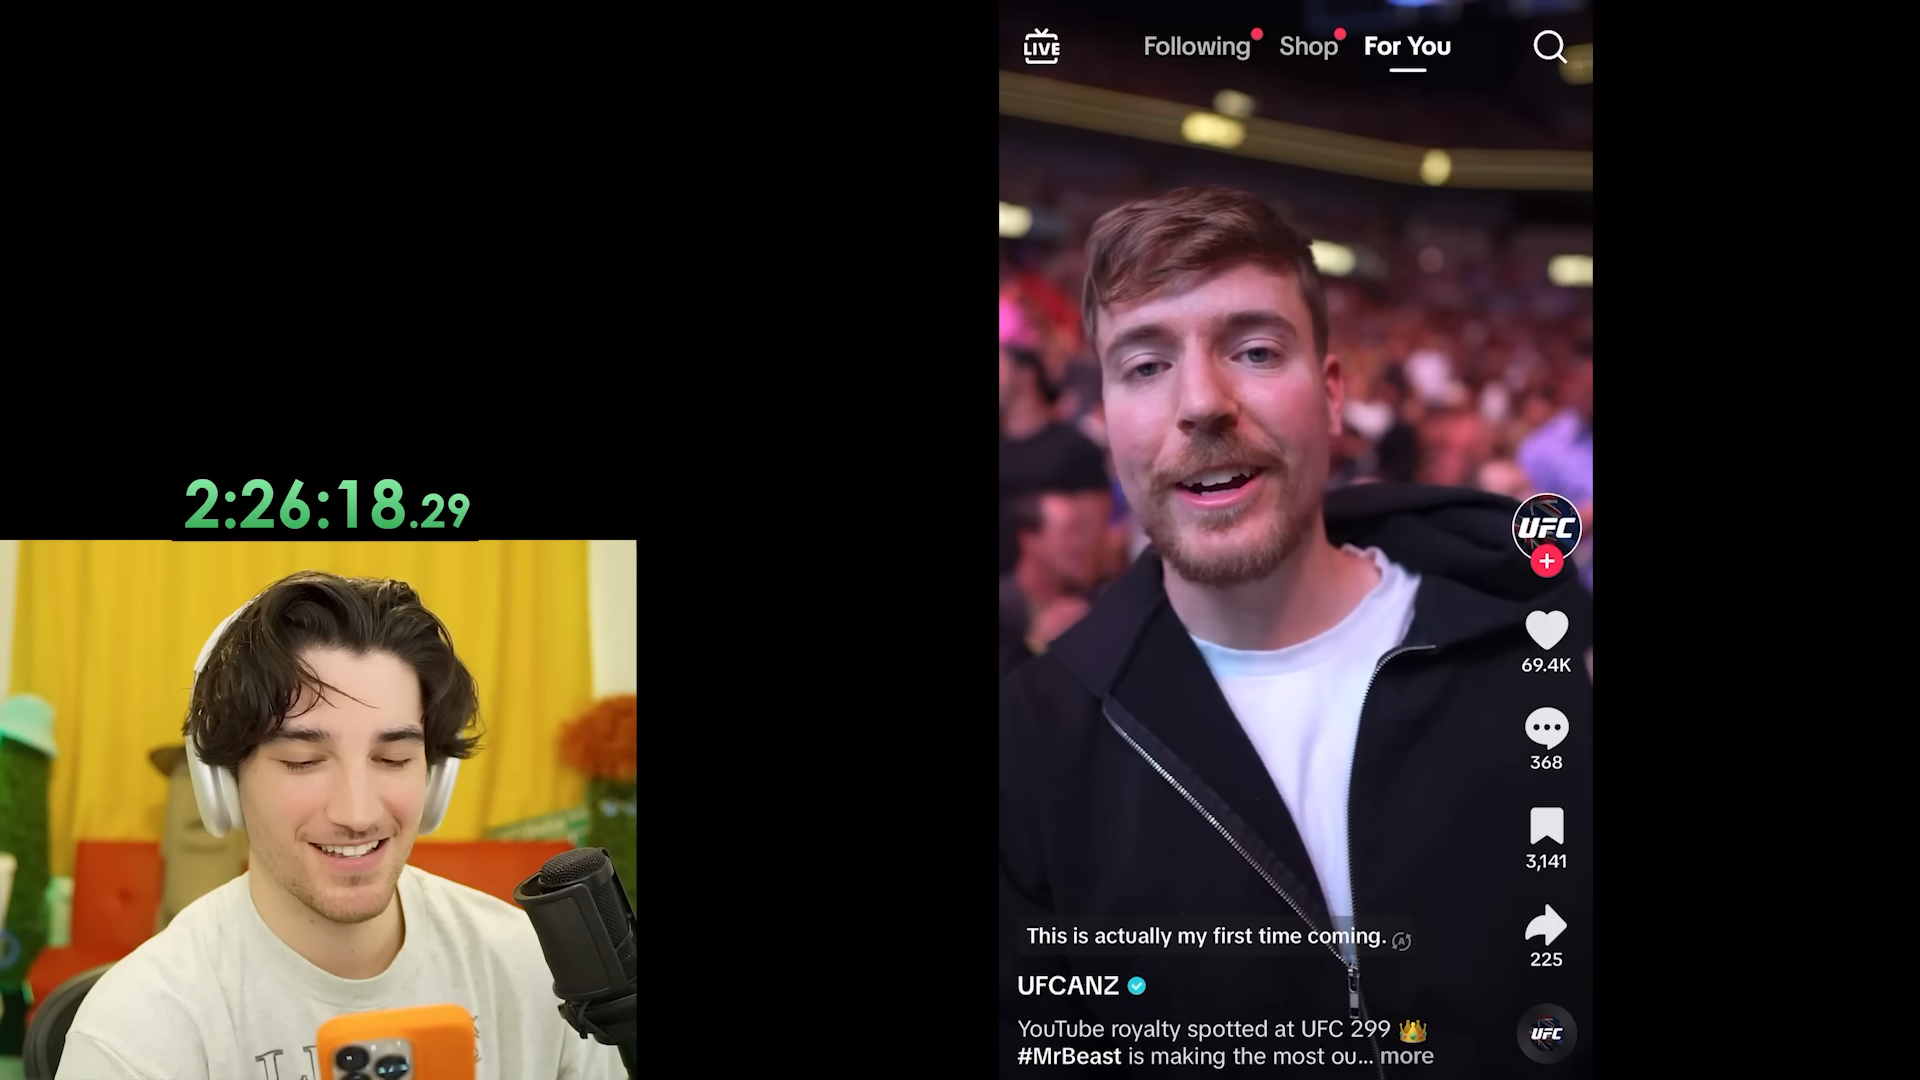 LIVE
Following
Shop
For You
2:26:18.29
UFC
69.4K
368
3,141
225
This is actually my first time coming.
UFCANZ
YouTube royalty spotted at UFC 299 👑
#MrBeast is making the most ou... more
UFC